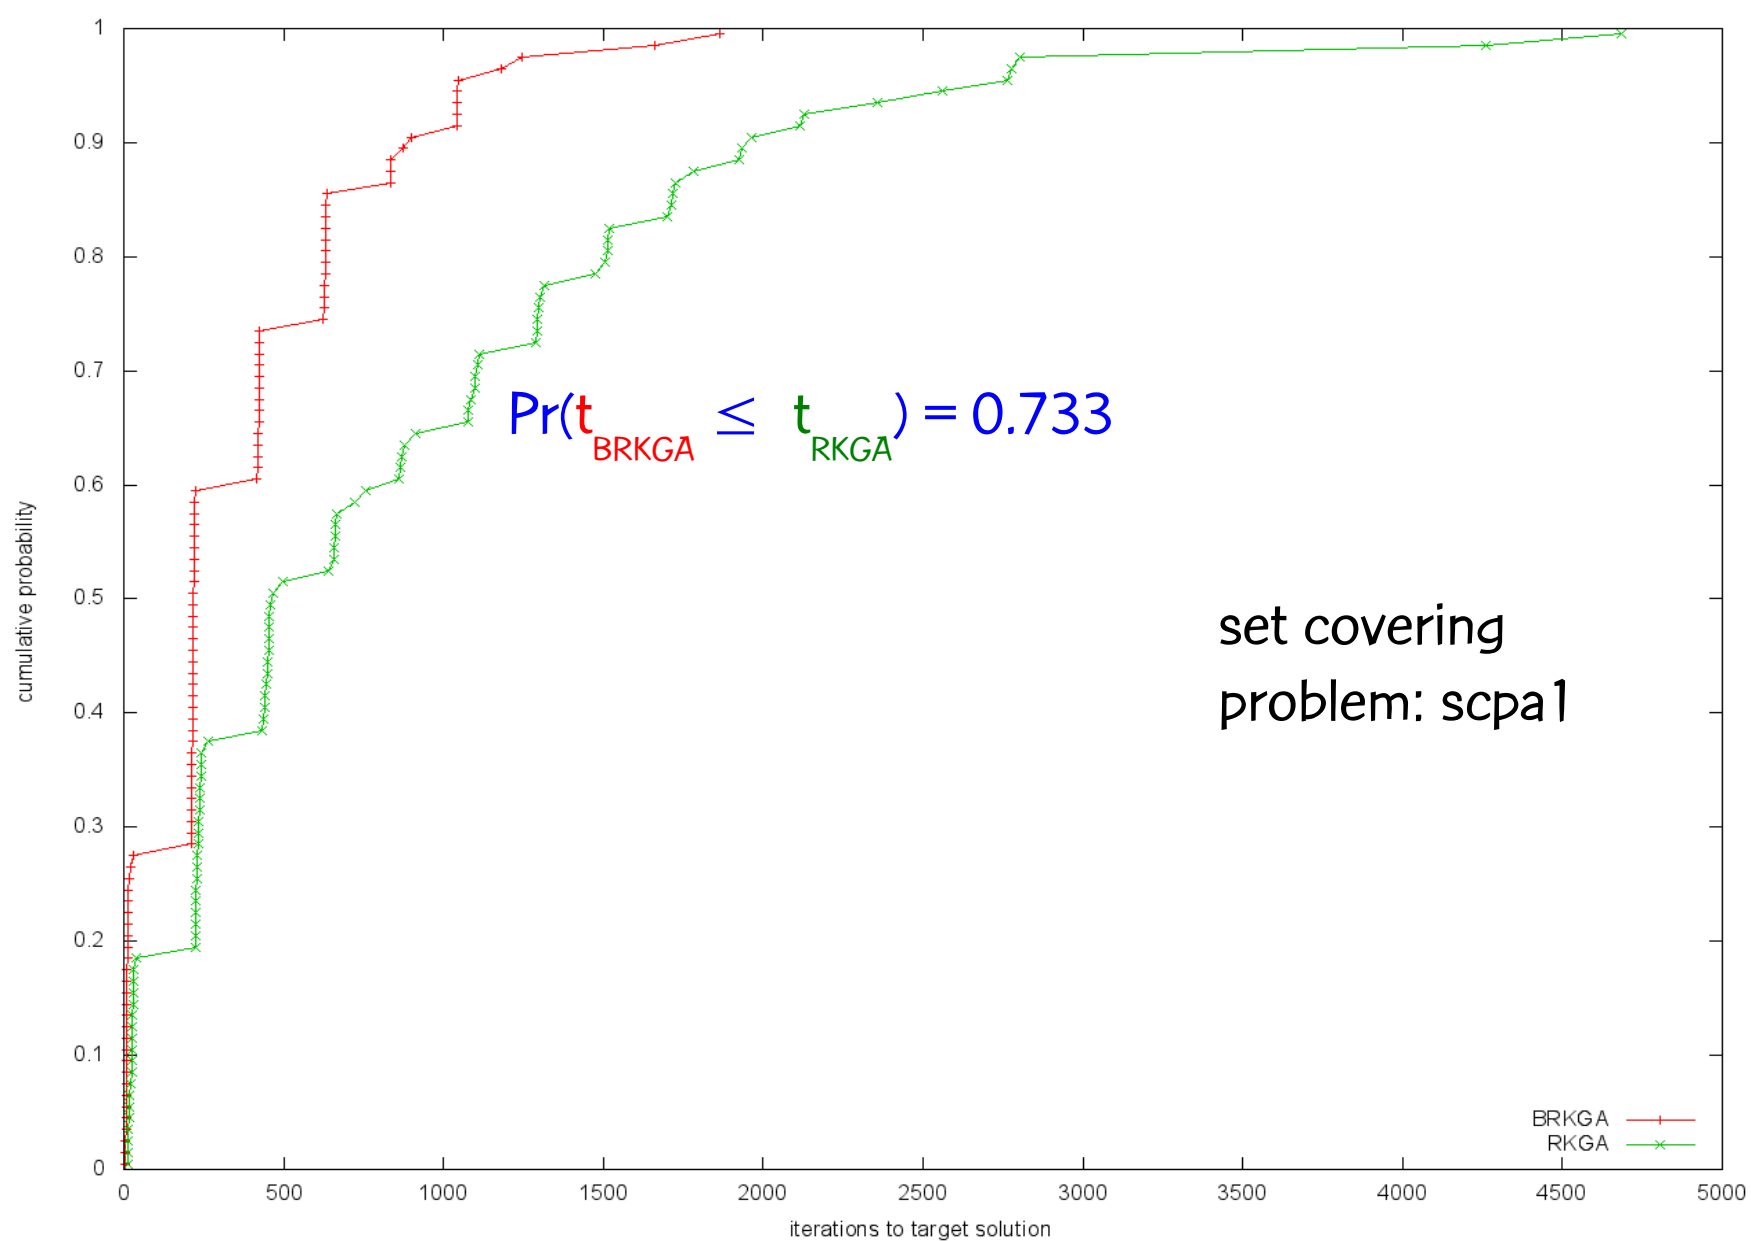 1
0.9
0.8
0.7
0.6
0.5
0.4
0.3
0.2
0.1
0
cumulative probability
Pr(t BRKGA ≤ t RKGA ) = 0.733
set covering
problem: scpa1
BRKGA
RKGA
0 500 1000 1500 2000 2500 3000 3500 4000 4500 5000
iterations to target solution